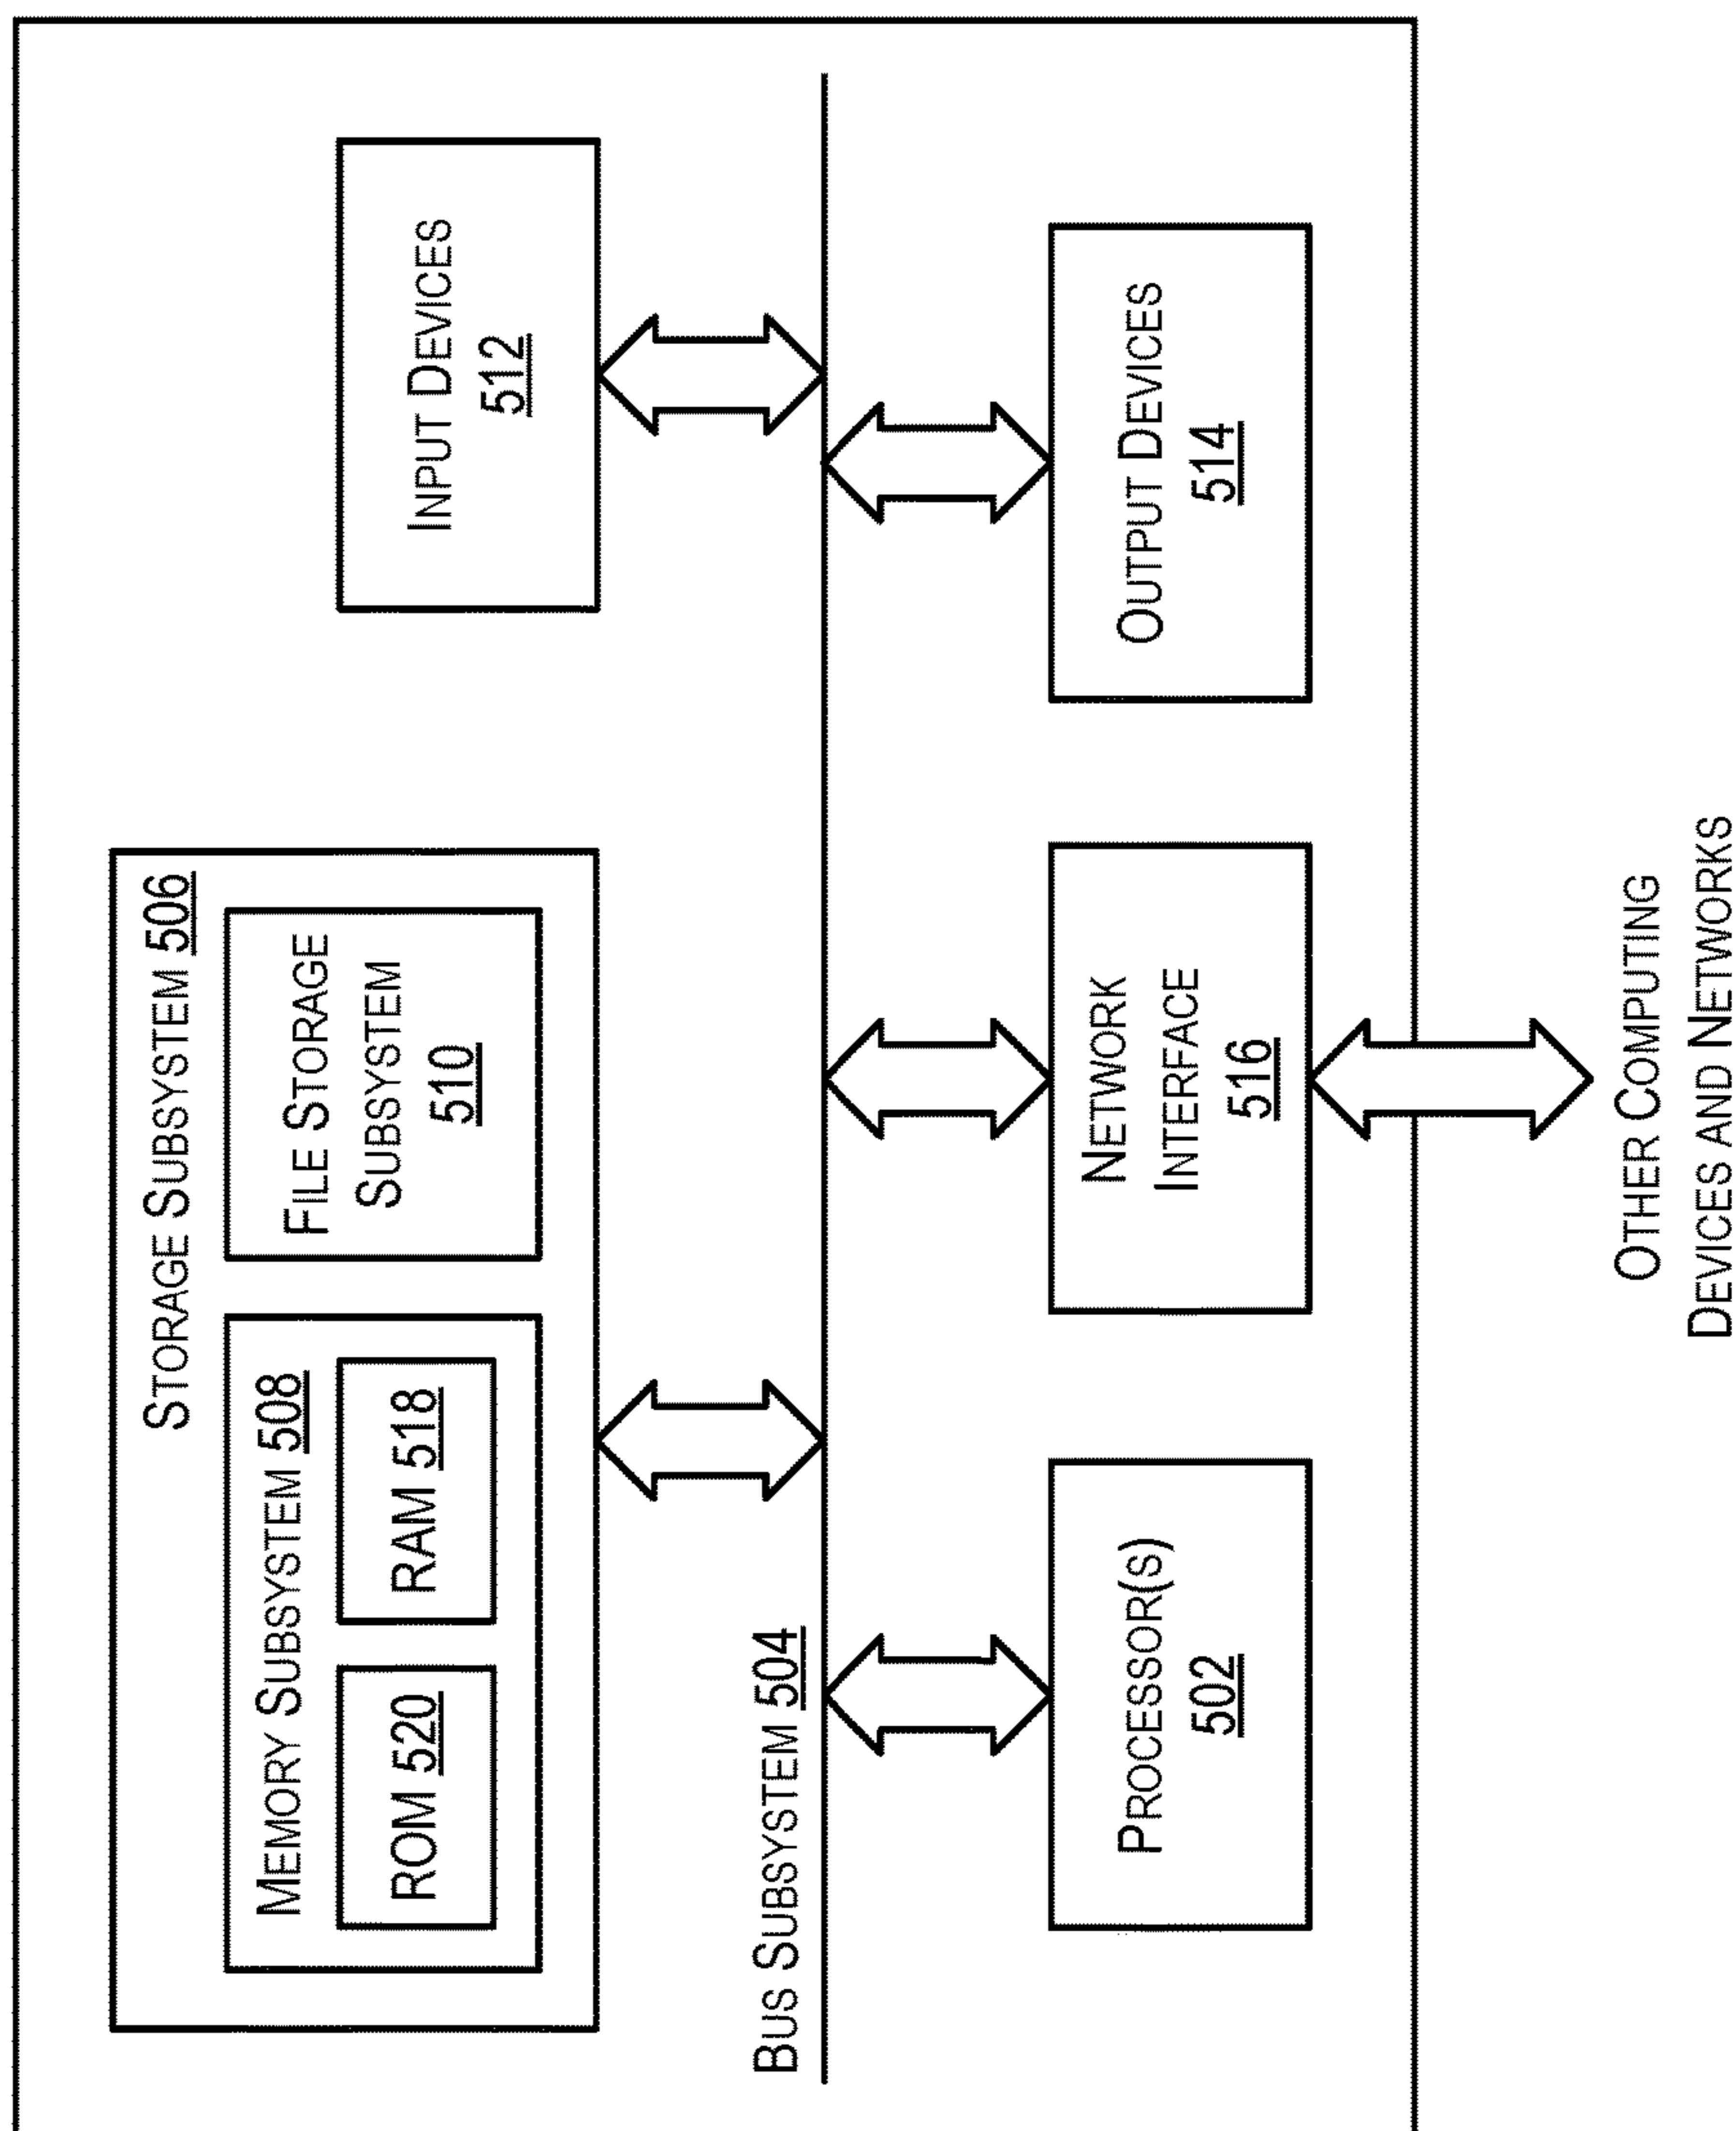 STORAGE SUBSYSTEM 506
MEMORY SUBSYSTEM 508
ROM 520
RAM 518
FILE STORAGE
SUBSYSTEM
510
INPUT DEVICES
512
BUS SUBSYSTEM 504
PROCESSOR(S)
502
NETWORK
INTERFACE
516
OUTPUT DEVICES
514
OTHER COMPUTING
DEVICES AND NETWORKS